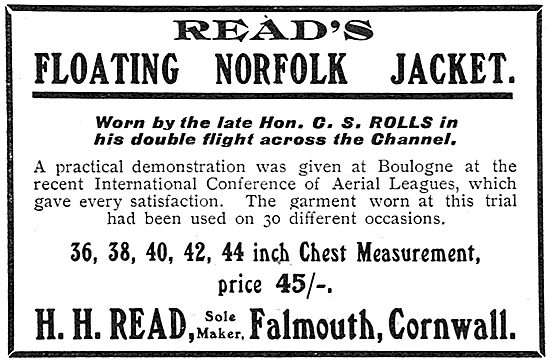 READ'S
FLOATING NORFOLK JACKET.
Worn by the late Hon. C. S. ROLLS in
his double flight across the Channel.
A practical demonstration was given at Boulogne at the
recent International Conference of Aerial Leagues, which
gave every satisfaction. The garment worn at this trial
had been used on 30 different occasions.
36, 38, 40, 42, 44 inch Chest Measurement,
price 45/-.
H. H. READ, Sole Maker, Falmouth, Cornwall.